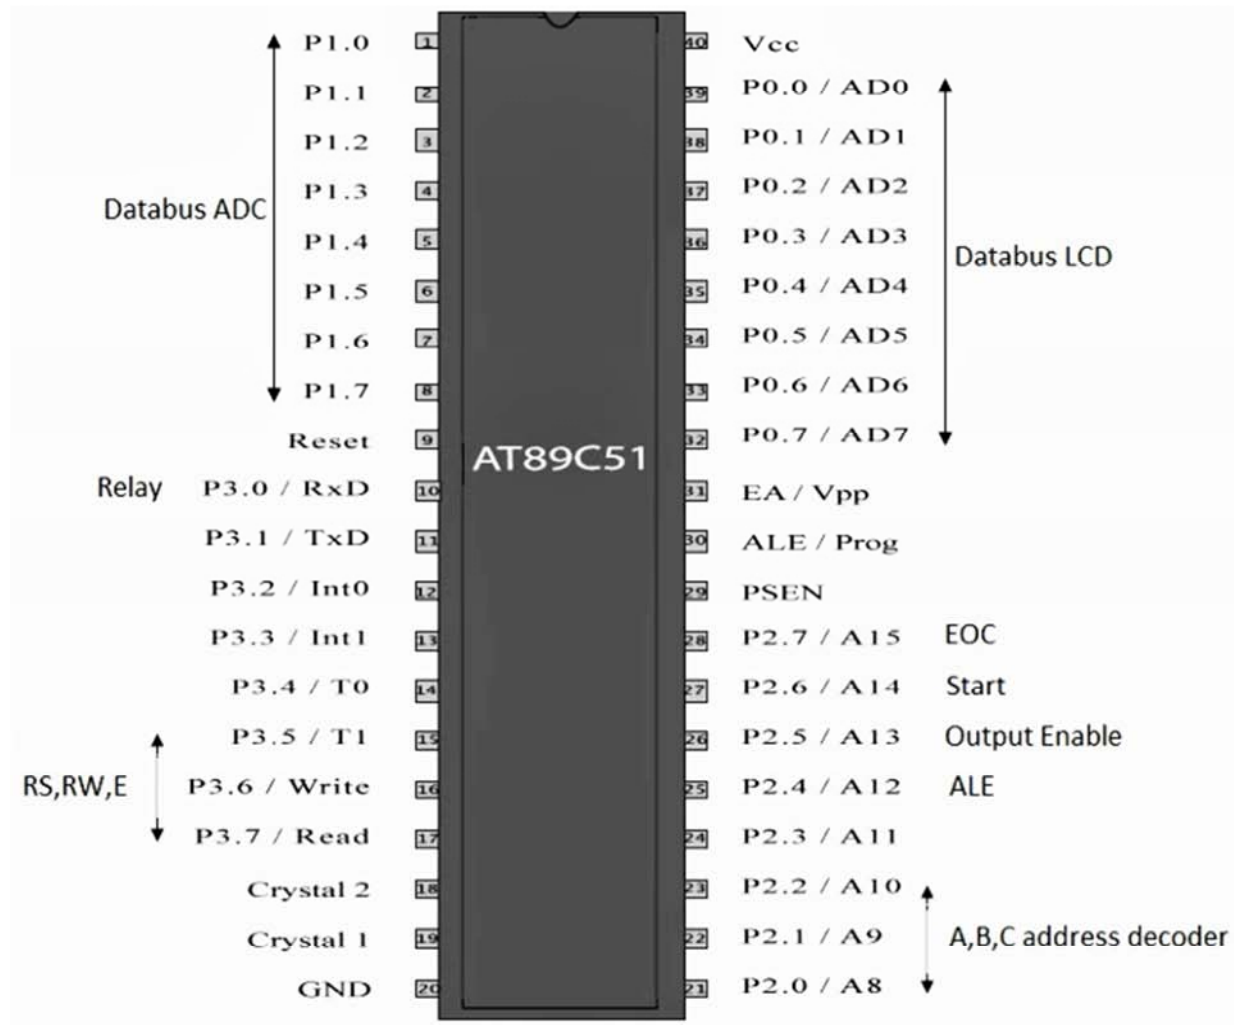 P1.0 1 40 Vcc
P1.1 2 39 P0.0 / AD0
P1.2 3 38 P0.1 / AD1
P1.3 4 37 P0.2 / AD2
Databus ADC
P1.4 5 36 P0.3 / AD3
Databus LCD
P1.5 6 35 P0.4 / AD4
P1.6 7 34 P0.5 / AD5
P1.7 8 33 P0.6 / AD6
Reset 9 32 P0.7 / AD7
AT89C51
Relay P3.0 / RxD 10 31 EA / Vpp
P3.1 / TxD 11 30 ALE / Prog
P3.2 / Int0 12 29 PSEN
P3.3 / Int1 13 28 P2.7 / A15 EOC
P3.4 / T0 14 27 P2.6 / A14 Start
P3.5 / T1 15 26 P2.5 / A13 Output Enable
RS,RW,E P3.6 / Write 16 25 P2.4 / A12 ALE
P3.7 / Read 17 24 P2.3 / A11
Crystal 2 18 23 P2.2 / A10
Crystal 1 19 22 P2.1 / A9 A,B,C address decoder
GND 20 21 P2.0 / A8